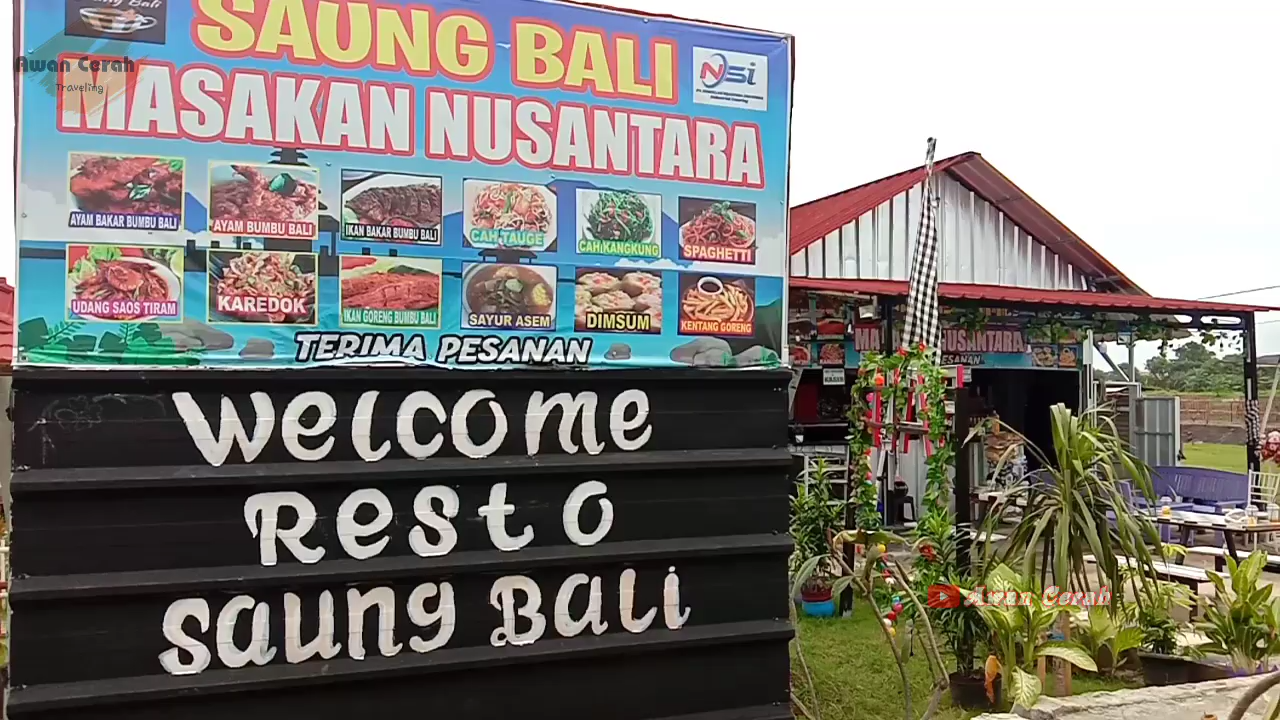 SAUNG BALI
Awan Cerah
Traveling
NSi
MASAKAN NUSANTARA
AYAM BAKAR BUMBU BALI
AYAM BUMBU BALI
IKAN BAKAR BUMBU BALI
CAH TAUGE
CAH KANGKUNG
SPAGHETTI
UDANG SAOS TIRAM
KAREDOK
IKAN GORENG BUMBU BALI
SAYUR ASEM
DIMSUM
KENTANG GORENG
TERIMA PESANAN
Welcome
Resto
Saung Bali
NUSANTARA
PESANAN
Awan Cerah